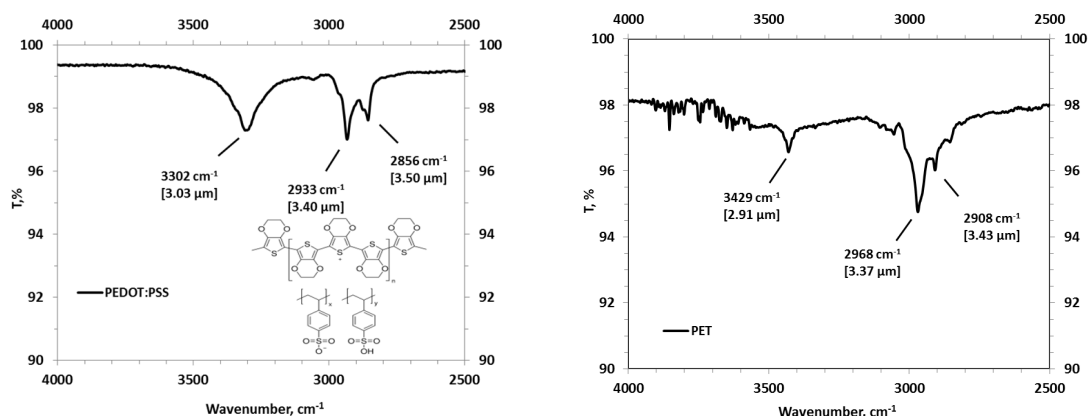 4000 3500 3000 2500
100 100
98 98
96 96
94 94
92 92
90 90
4000 3500 3000 2500
T,%
Wavenumber, cm-1
3302 cm-1
[3.03 µm]
2933 cm-1
[3.40 µm]
2856 cm-1
[3.50 µm]
PEDOT:PSS
O O O O O O
S S S S S
+
O O O O
n
x y
O=S=O O=S=O
O- OH
4000 3500 3000 2500
100 100
98 98
96 96
94 94
92 92
90 90
4000 3500 3000 2500
T, %
Wavenumber, cm-1
3429 cm-1
[2.91 µm]
2968 cm-1
[3.37 µm]
2908 cm-1
[3.43 µm]
PET